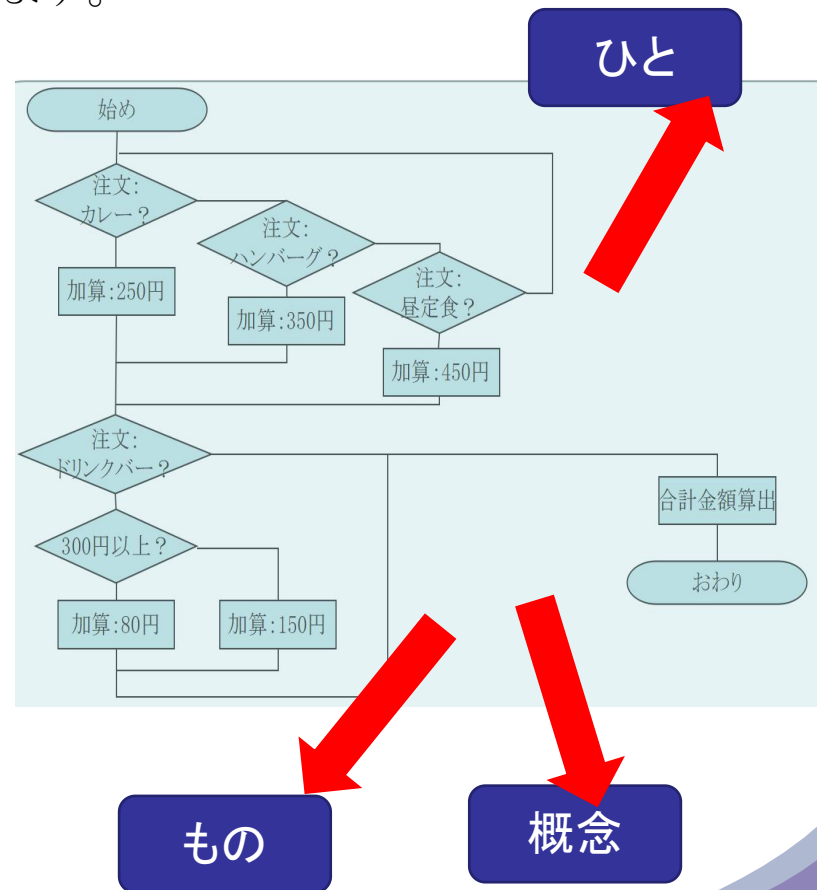 ます。
ひと
始め
注文:
カレー？
注文:
ハンバーグ？
注文:
昼定食？
加算:250円
加算:350円
加算:450円
注文:
ドリンクバー？
合計金額算出
300円以上？
おわり
加算:80円
加算:150円
もの
概念